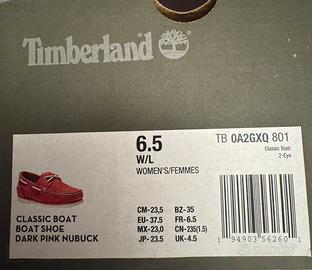 Timberland
6.5
W/L
WOMEN'S/FEMMES
TB 0A2GXQ 801
Classic Boat
2-Eye
CLASSIC BOAT
BOAT SHOE
DARK PINK NUBUCK
CM-23,5 BZ-35
EU-37.5 FR-6.5
MX-23,0 CN-235(1.5)
JP-23.5 UK-4.5
1 94903 56260 1
subito